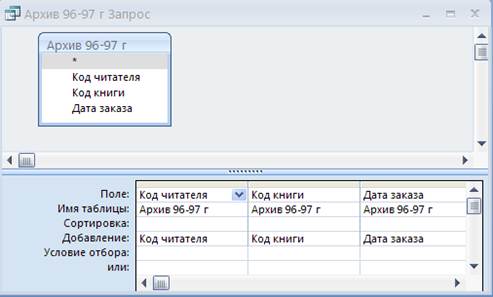 Архив 96-97 г Запрос
Архив 96-97 г
*
Код читателя
Код книги
Дата заказа
Поле: Код читателя Код книги Дата заказа
Имя таблицы: Архив 96-97 г Архив 96-97 г Архив 96-97 г
Сортировка:
Добавление: Код читателя Код книги Дата заказа
Условие отбора:
или: